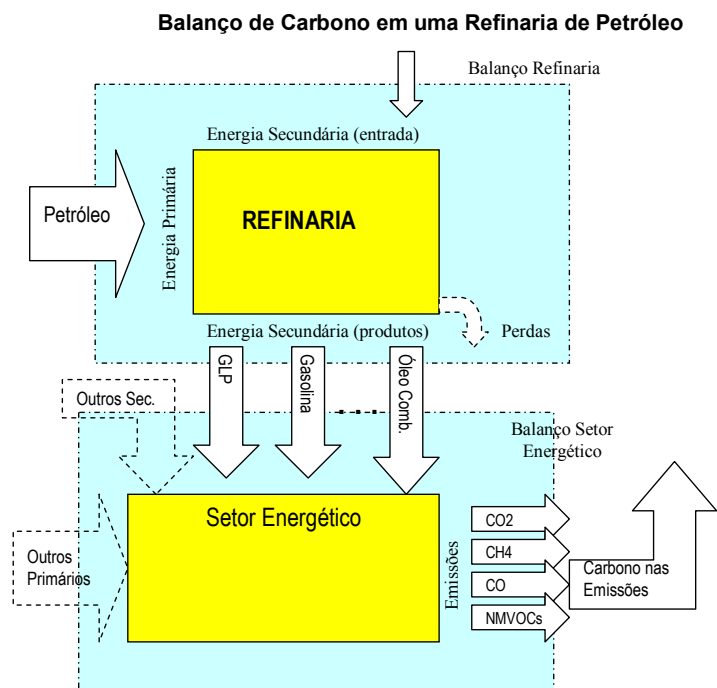 Balanço de Carbono em uma Refinaria de Petróleo
Balanço Refinaria
Energia Secundária (entrada)
Petróleo
Energia Primária
REFINARIA
Energia Secundária (produtos)
Perdas
GLP
Gasolina
Óleo Comb.
Outros Sec.
Balanço Setor
Energético
Setor Energético
Outros
Primários
Emissões
CO2
CH4
CO
NMVOCs
Carbono nas
Emissões